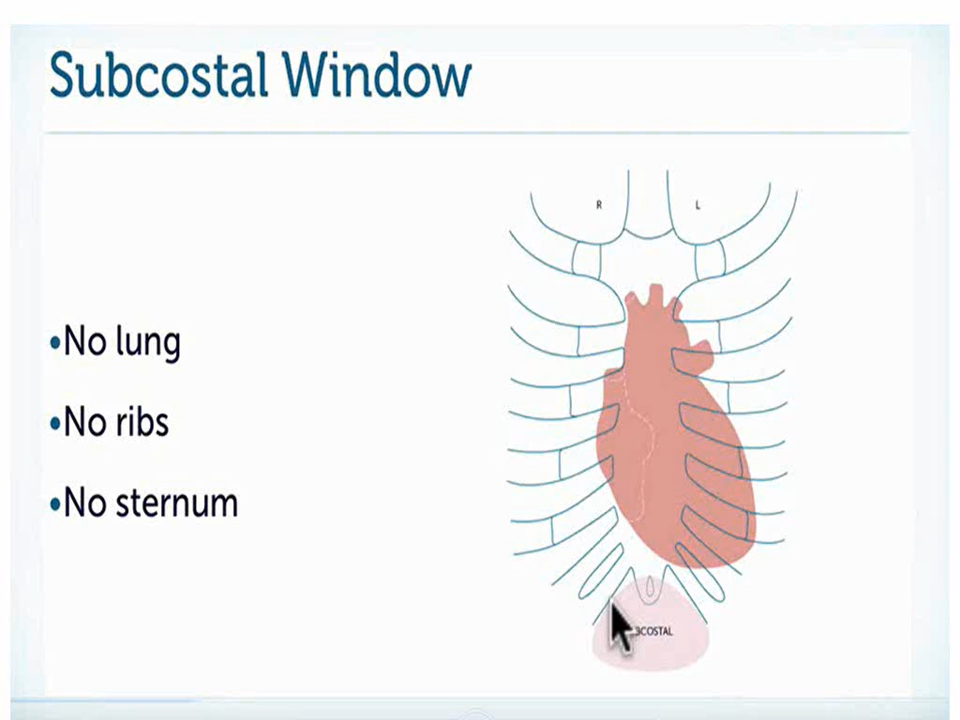 Subcostal Window
R L
•No lung
•No ribs
•No sternum